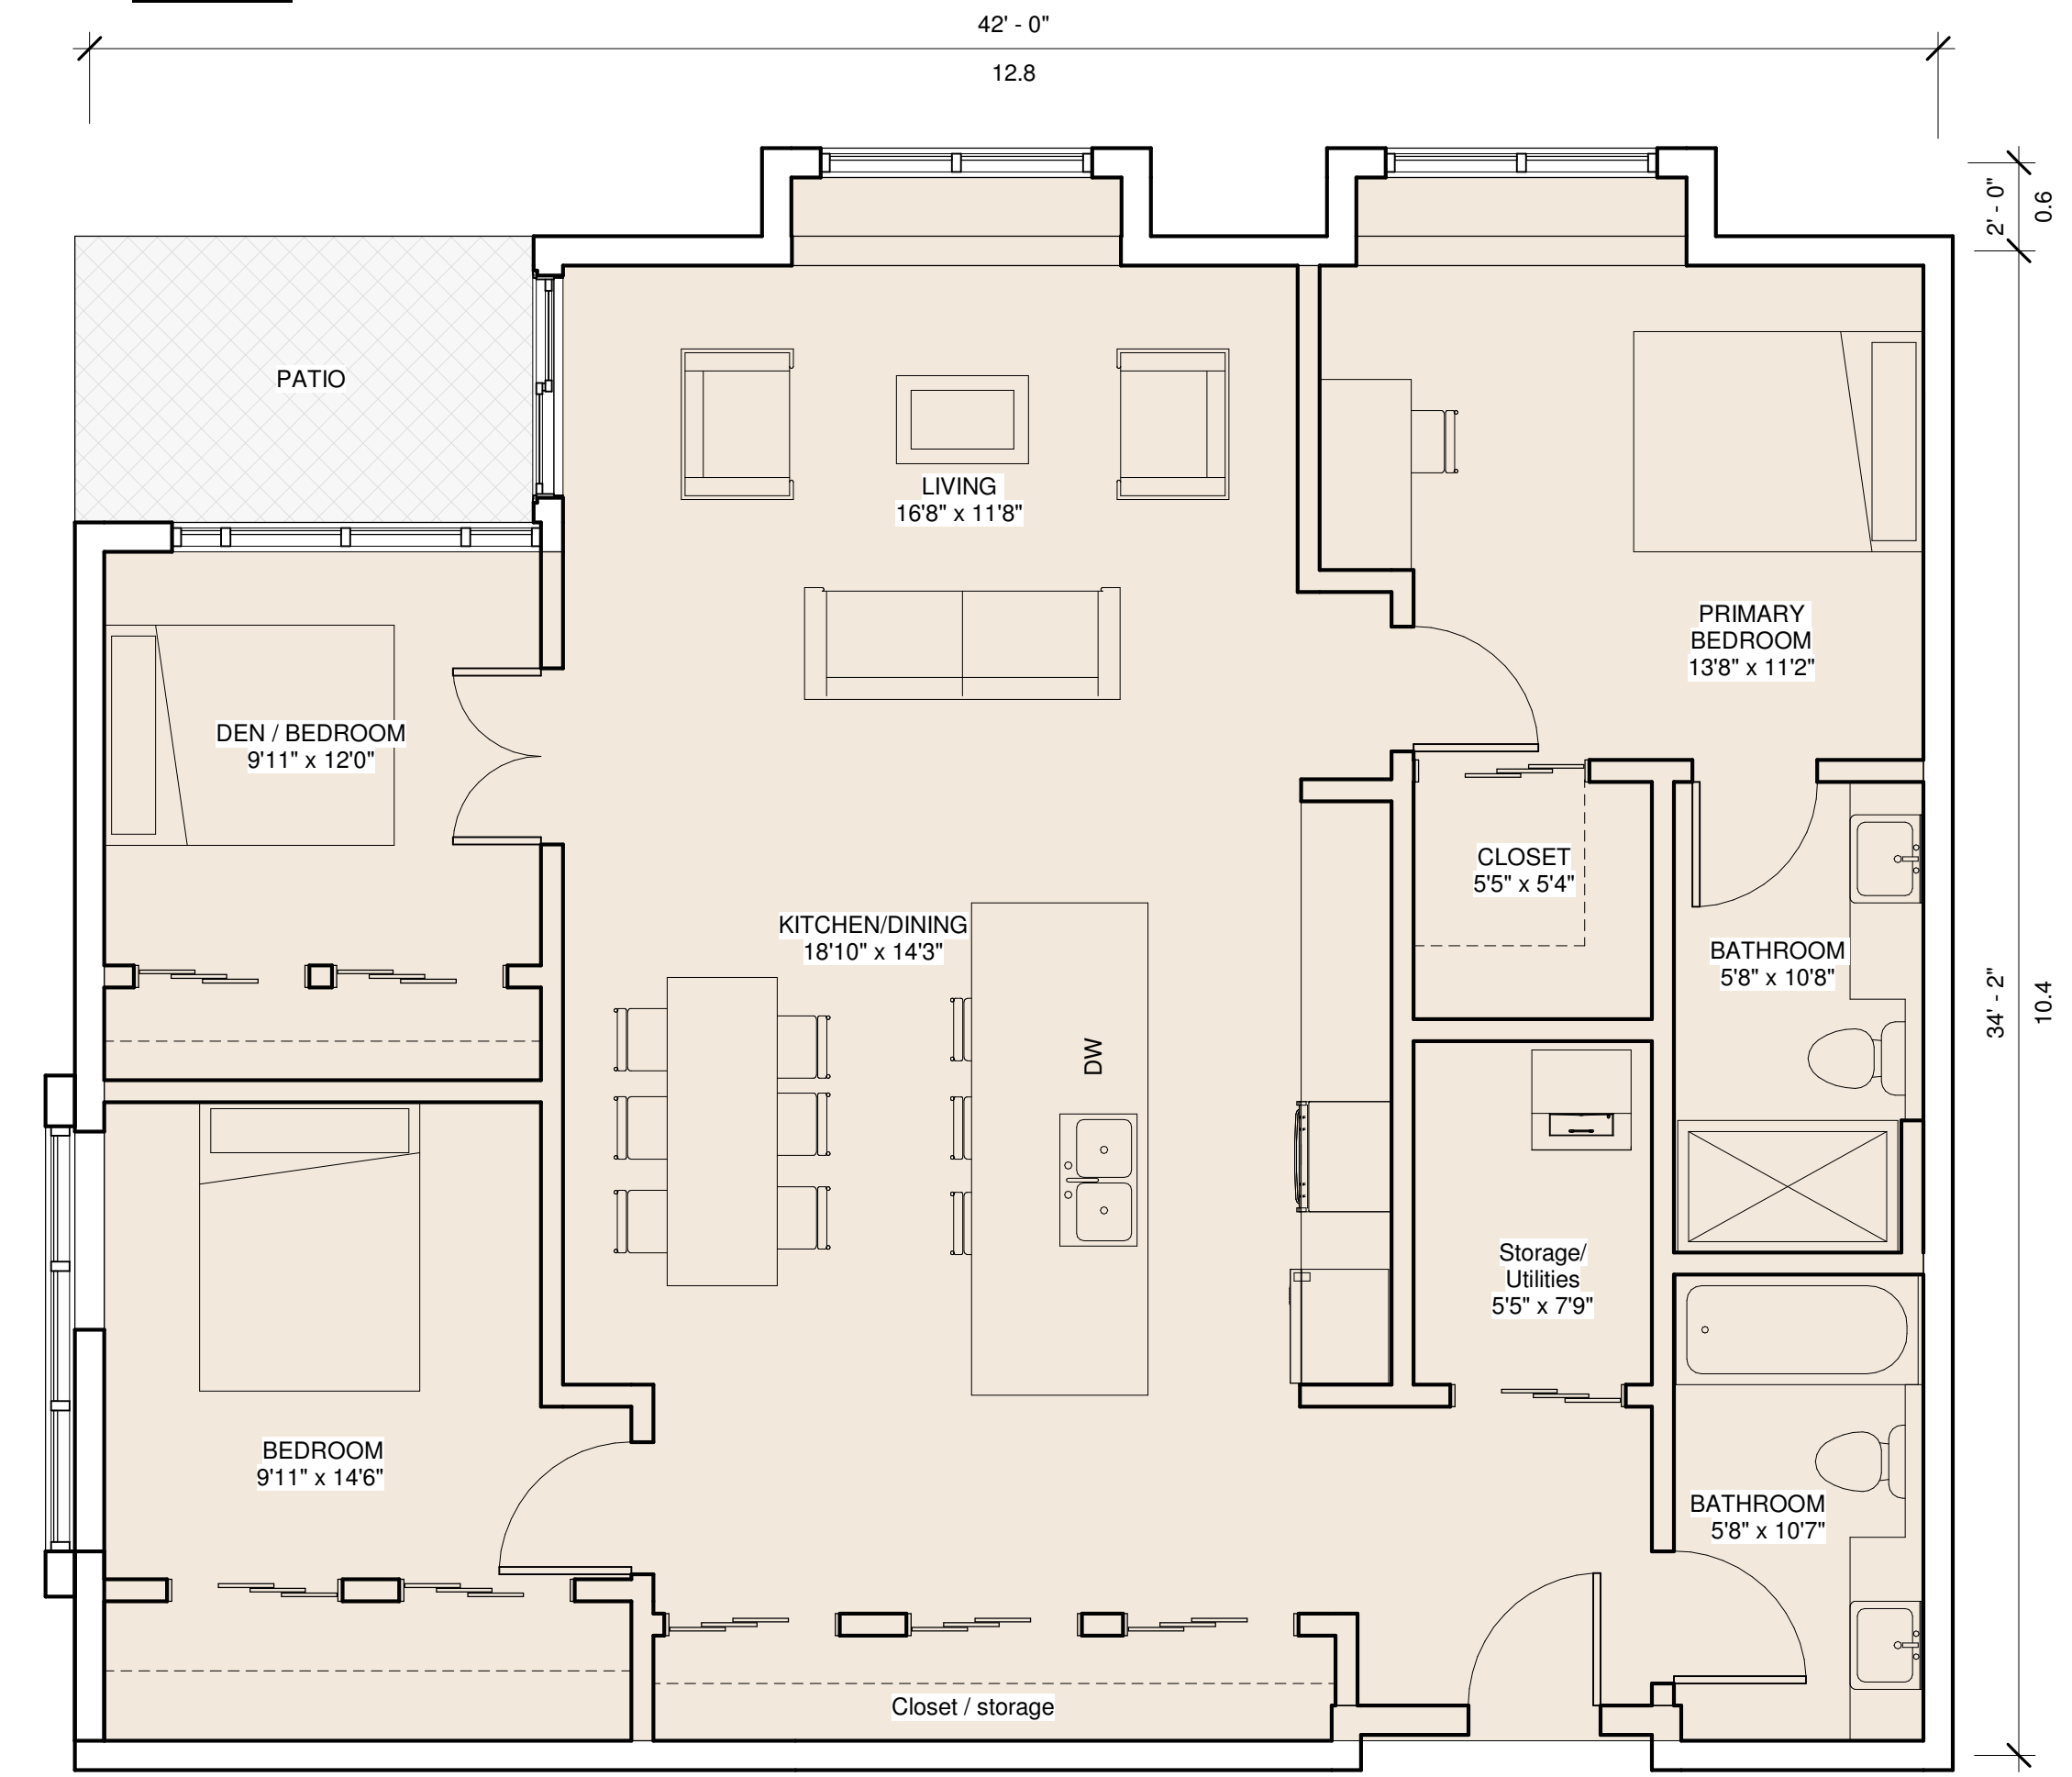 42' - 0"
12.8
2' - 0"
0.6
PATIO
LIVING
16'8" x 11'8"
PRIMARY
BEDROOM
13'8" x 11'2"
DEN / BEDROOM
9'11" x 12'0"
CLOSET
5'5" x 5'4"
KITCHEN/DINING
18'10" x 14'3"
BATHROOM
5'8" x 10'8"
34' - 2"
10.4
DW
Storage/
Utilities
5'5" x 7'9"
BEDROOM
9'11" x 14'6"
BATHROOM
5'8" x 10'7"
Closet / storage